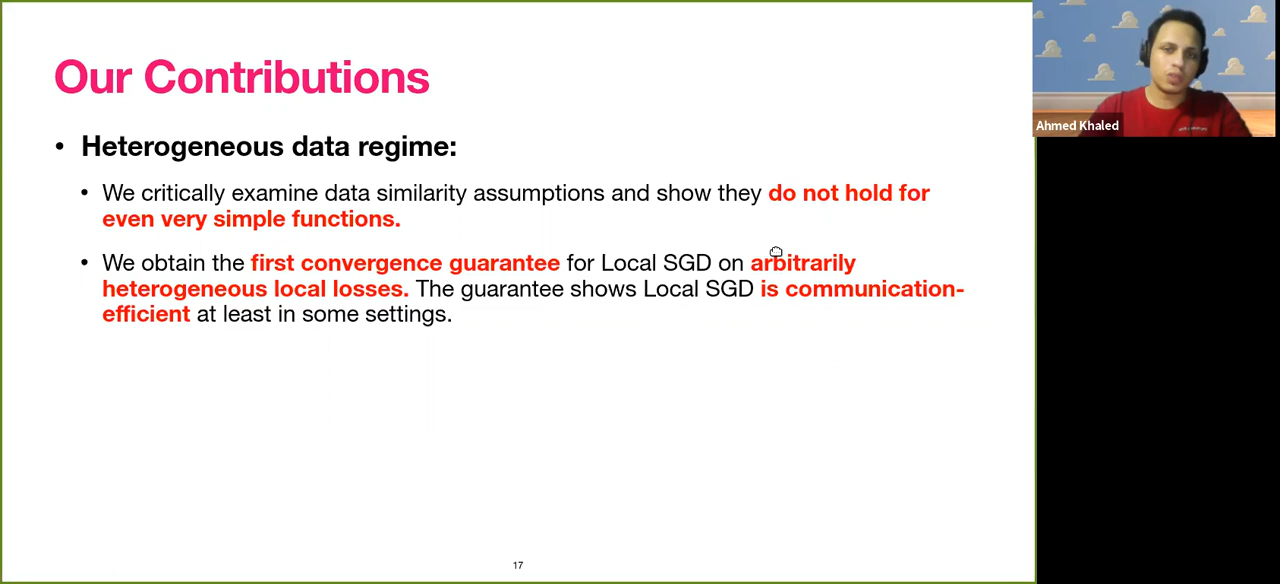 Our Contributions
• Heterogeneous data regime:
• We critically examine data similarity assumptions and show they do not hold for
even very simple functions.
• We obtain the first convergence guarantee for Local SGD on arbitrarily
heterogeneous local losses. The guarantee shows Local SGD is communication-
efficient at least in some settings.
17
Ahmed Khaled